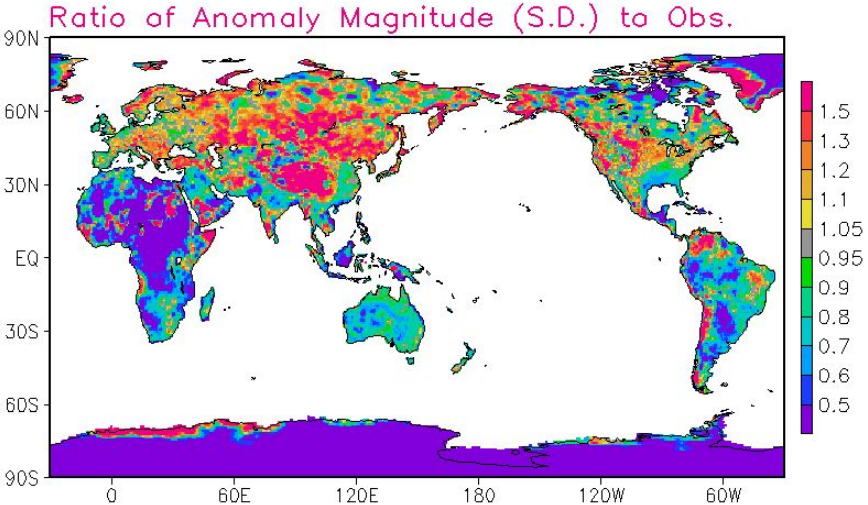 Ratio of Anomaly Magnitude (S.D.) to Obs.
90N
60N
30N
EQ
30S
60S
90S
0 60E 120E 180 120W 60W
1.5
1.3
1.2
1.1
1.05
0.95
0.9
0.8
0.7
0.6
0.5